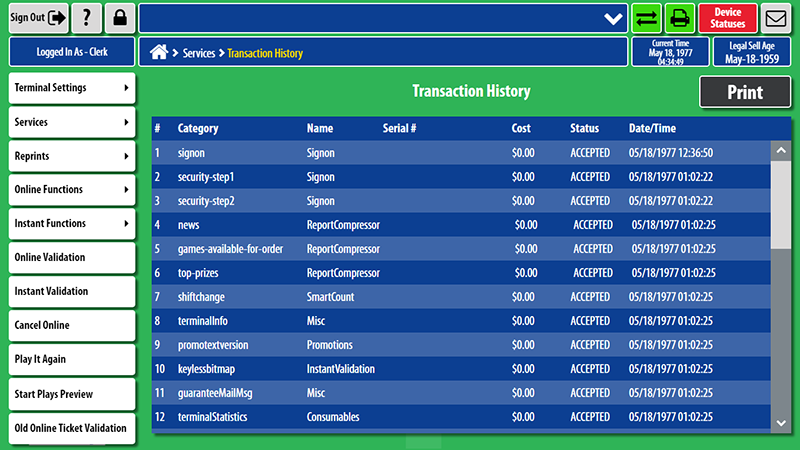 Sign Out ?
Device
Statuses
Logged In As - Clerk
> Services > Transaction History
Current Time
May 18, 1977
04:34:49
Legal Sell Age
May-18-1959
Terminal Settings
Services
Reprints
Online Functions
Instant Functions
Online Validation
Instant Validation
Cancel Online
Play It Again
Start Plays Preview
Old Online Ticket Validation
Transaction History
Print
# Category Name Serial # Cost Status Date/Time
1 signon Signon $0.00 ACCEPTED 05/18/1977 12:36:50
2 security-step1 Signon $0.00 ACCEPTED 05/18/1977 01:02:22
3 security-step2 Signon $0.00 ACCEPTED 05/18/1977 01:02:22
4 news ReportCompressor $0.00 ACCEPTED 05/18/1977 01:02:25
5 games-available-for-order ReportCompressor $0.00 ACCEPTED 05/18/1977 01:02:25
6 top-prizes ReportCompressor $0.00 ACCEPTED 05/18/1977 01:02:25
7 shiftchange SmartCount $0.00 ACCEPTED 05/18/1977 01:02:25
8 terminalInfo Misc $0.00 ACCEPTED 05/18/1977 01:02:25
9 promotextversion Promotions $0.00 ACCEPTED 05/18/1977 01:02:25
10 keylessbitmap InstantValidation $0.00 ACCEPTED 05/18/1977 01:02:25
11 guaranteeMailMsg Misc $0.00 ACCEPTED 05/18/1977 01:02:25
12 terminalStatistics Consumables $0.00 ACCEPTED 05/18/1977 01:02:25